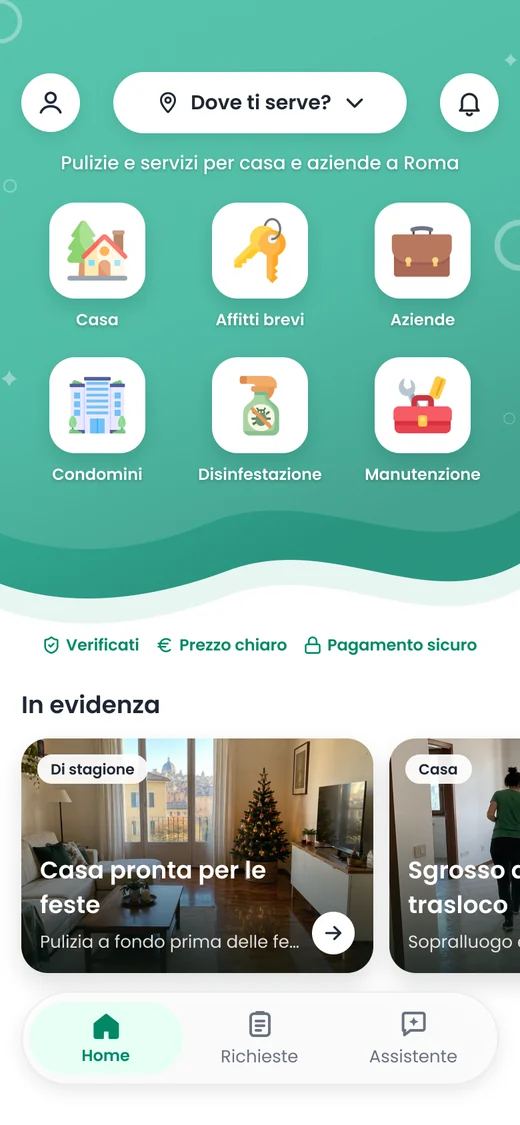 Dove ti serve?
Pulizie e servizi per casa e aziende a Roma
Casa
Affitti brevi
Aziende
Condomini
Disinfestazione
Manutenzione
Verificati
Prezzo chiaro
Pagamento sicuro
In evidenza
Di stagione
Casa pronta per le
feste
Pulizia a fondo prima delle fe...
Casa
Sgrosso
trasloco
Sopralluogo
Home
Richieste
Assistente